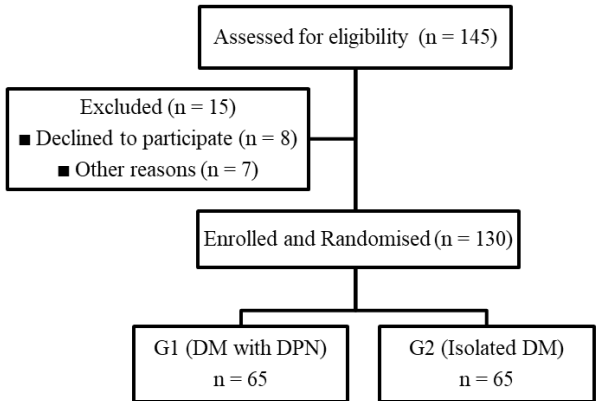 Assessed for eligibility (n = 145)
Excluded (n = 15)
■ Declined to participate (n = 8)
■ Other reasons (n = 7)
Enrolled and Randomised (n = 130)
G1 (DM with DPN)
n = 65
G2 (Isolated DM)
n = 65